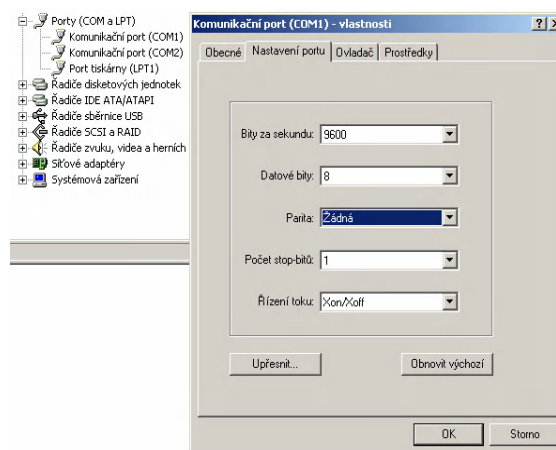 Porty (COM a LPT)
Komunikační port (COM1)
Komunikační port (COM2)
Port tiskárny (LPT1)
Řadiče disketových jednotek
Řadiče IDE ATA/ATAPI
Řadiče sběrnice USB
Řadiče SCSI a RAID
Řadiče zvuku, videa a herních
Síťové adaptéry
Systémová zařízení
Komunikační port (COM1) - vlastnosti
Obecné Nastavení portu Ovladač Prostředky
Bity za sekundu: 9600
Datové bity: 8
Parita: Žádná
Počet stop-bitů: 1
Řízení toku: Xon/Xoff
Upřesnit... Obnovit výchozí
OK Storno